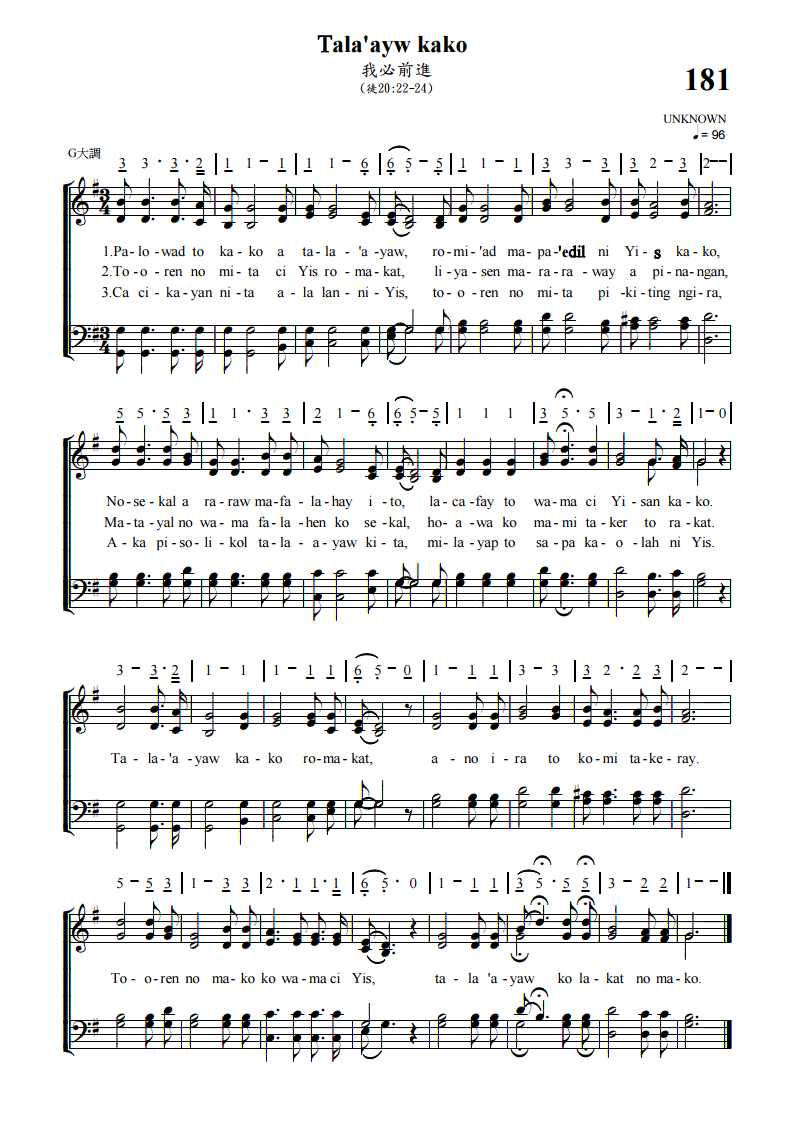 Tala'ayw kako
我必前進
(徒20:22-24)
181
UNKNOWN
♩= 96
G大調
3 3 · 3 · 2 | 1 1 - 1 | 1 1 - 6 | 6 5 - 5 | 1 1 - 1 | 3 3 - 3 | 3 2 - 3 | 2 - - |
3
4
1.Pa-lo-wad to ka-ko a ta-la-'a-yaw, ro-mi-'ad ma-pa-'edil ni Yi-s ka-ko,
2.To-o-ren no mi-ta ci Yis ro-ma-kat, li-ya-sen ma-ra-ra-way a pi-na-ngan,
3.Ca ci-ka-yan ni-ta a-la lan-ni-Yis, to-o-ren no mi-ta pi-ki-ting ngi-ra,
5 5 · 5 3 | 1 1 · 3 3 | 2 1 - 6 | 6 5 - 5 | 1 1 1 | 3 5 · 5 | 3 - 1 · 2 | 1 - 0 |
No-se-kal a ra-raw ma-fa-la-hay i-to, la-ca-fay to wa-ma ci Yi-san ka-ko.
Ma-ta-yal no wa-ma fa-la-hen ko se-kal, ho-a-wa ko ma-mi ta-ker to ra-kat.
A-ka pi-so-li-kol ta-la-a-yaw ki-ta, mi-la-yap to sa-pa ka-o-lah ni Yis.
3 - 3 · 2 | 1 - 1 | 1 - 1 1 | 6 5 - 0 | 1 - 1 1 | 3 - 3 | 3 2 · 2 3 | 2 - - |
Ta-la-'a-yaw ka-ko ro-ma-kat, a-no-i-ra to ko-mi ta-ke-ray.
5 - 5 3 | 1 - 3 3 | 2 · 1 1 · 1 | 6 5 · 0 | 1 - 1 1 | 3 5 · 5 5 | 3 - 2 2 | 1 - - ||
To-o-ren no ma-ko ko wa-ma ci Yis, ta-la 'a-yaw ko la-kat no ma-ko.